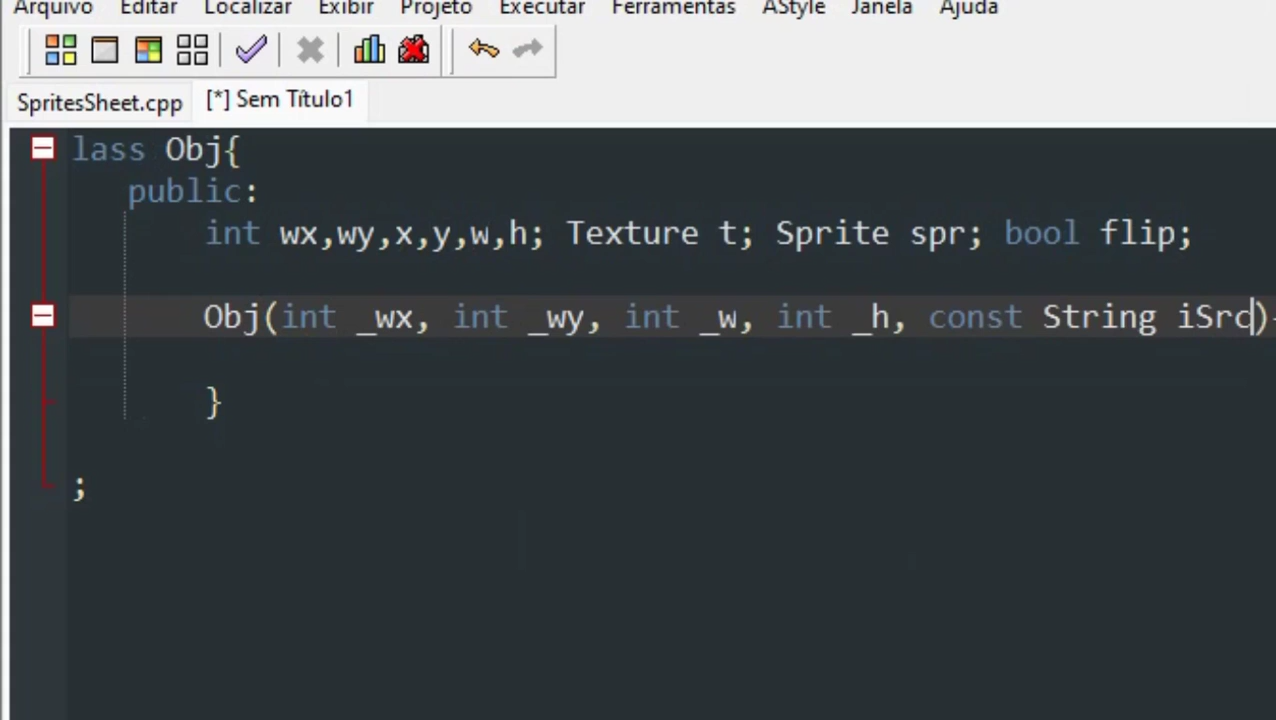 Arquivo Editar Localizar Exibir Projeto Executar Ferramentas AStyle Janela Ajuda
SpritesSheet.cpp [*] Sem Título1
lass Obj{
public:
int wx,wy,x,y,w,h; Texture t; Sprite spr; bool flip;
Obj(int _wx, int _wy, int _w, int _h, const String iSrc)
}
;